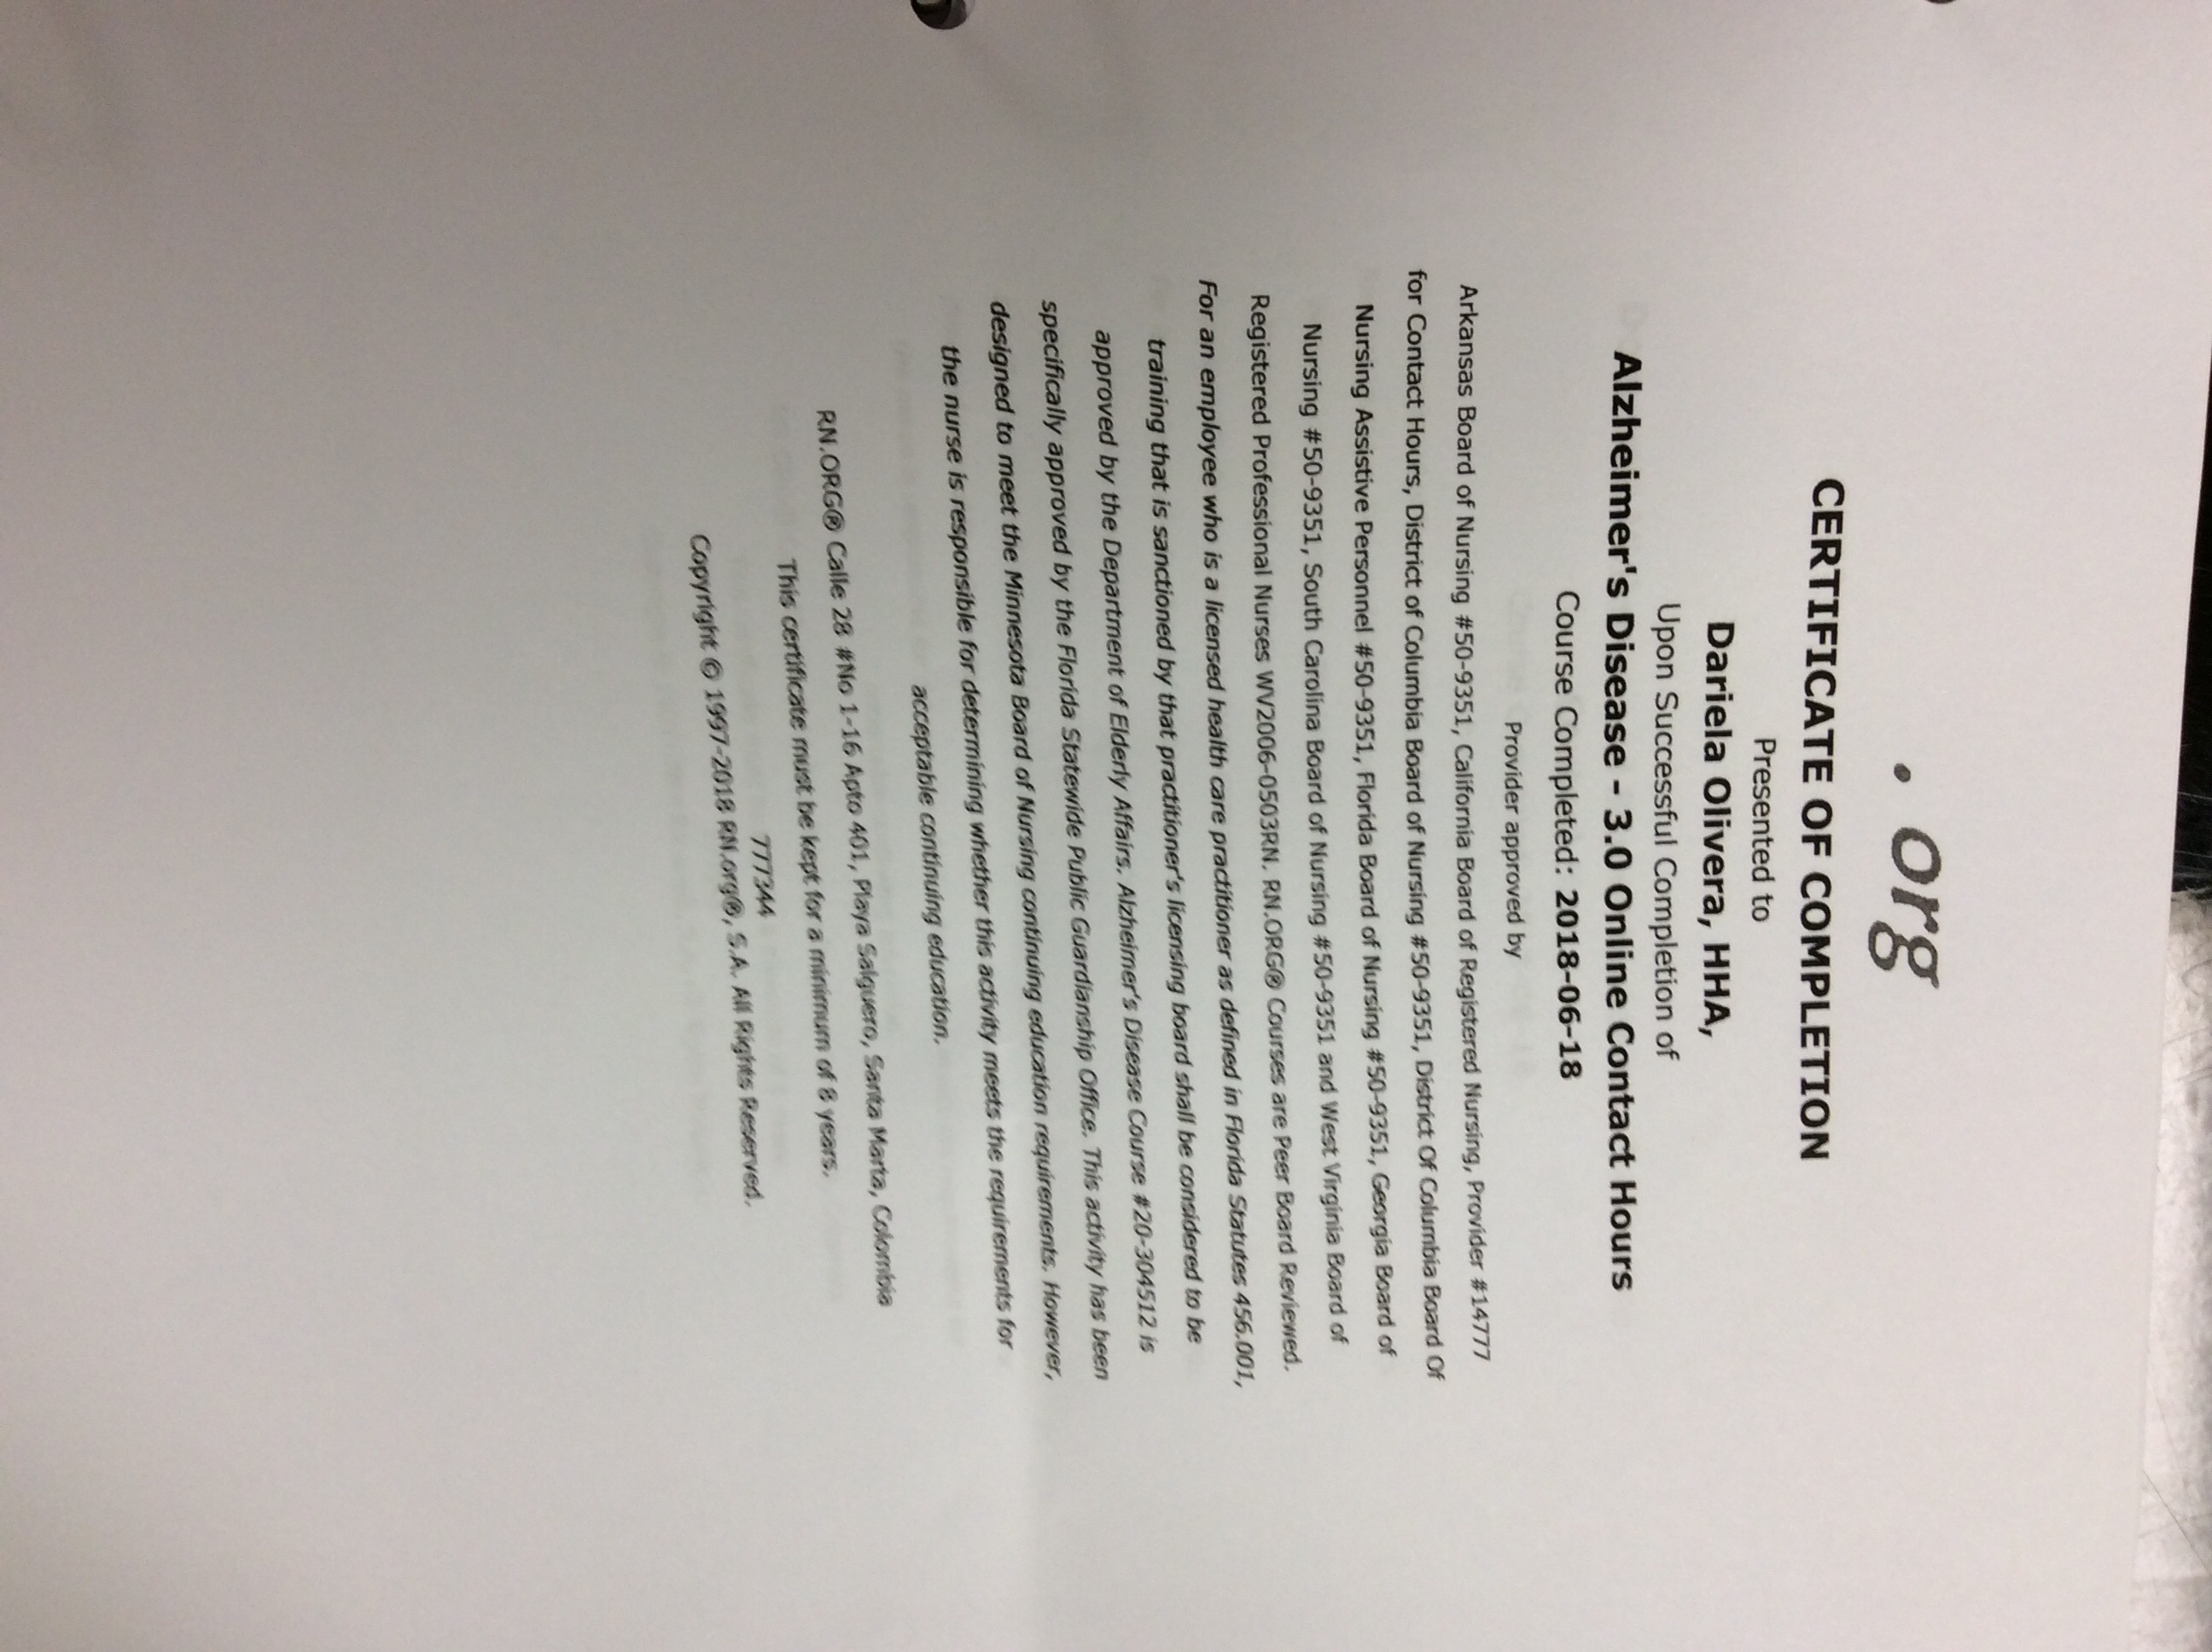 . org
CERTIFICATE OF COMPLETION
Presented to
Dariela Olivera, HHA,
Upon Successful Completion of
Alzheimer's Disease - 3.0 Online Contact Hours
Course Completed: 2018-06-18
Provider approved by
Arkansas Board of Nursing #50-9351, California Board of Registered Nursing, Provider #14777
for Contact Hours, District of Columbia Board of Nursing #50-9351, District Of Columbia Board Of
Nursing Assistive Personnel #50-9351, Florida Board of Nursing #50-9351, Georgia Board of
Nursing #50-9351, South Carolina Board of Nursing #50-9351 and West Virginia Board of
Registered Professional Nurses WV2006-0503RN. RN.ORG® Courses are Peer Board Reviewed.
For an employee who is a licensed health care practitioner as defined in Florida Statutes 456.001,
training that is sanctioned by that practitioner's licensing board shall be considered to be
approved by the Department of Elderly Affairs. Alzheimer's Disease Course #20-304512 is
specifically approved by the Florida Statewide Public Guardianship Office. This activity has been
designed to meet the Minnesota Board of Nursing continuing education requirements. However,
the nurse is responsible for determining whether this activity meets the requirements for
acceptable continuing education.
RN.ORG® Calle 28 #No 1-16 Apto 401, Playa Salguero, Santa Marta, Colombia
This certificate must be kept for a minimum of 8 years.
777344
Copyright © 1997-2018 RN.org®, S.A. All Rights Reserved.